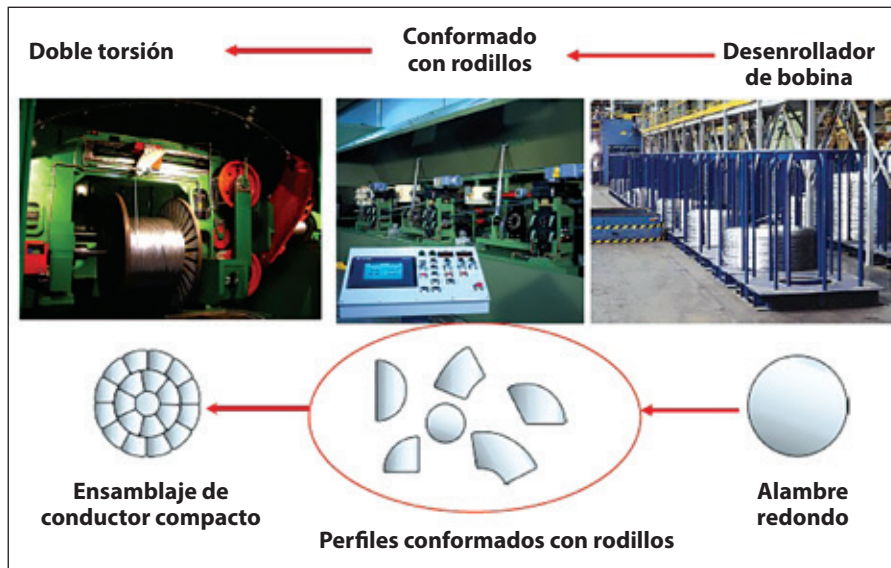 Doble torsión
Conformado
con rodillos
Desenrollador
de bobina
Ensamblaje de
conductor compacto
Perfiles conformados con rodillos
Alambre
redondo